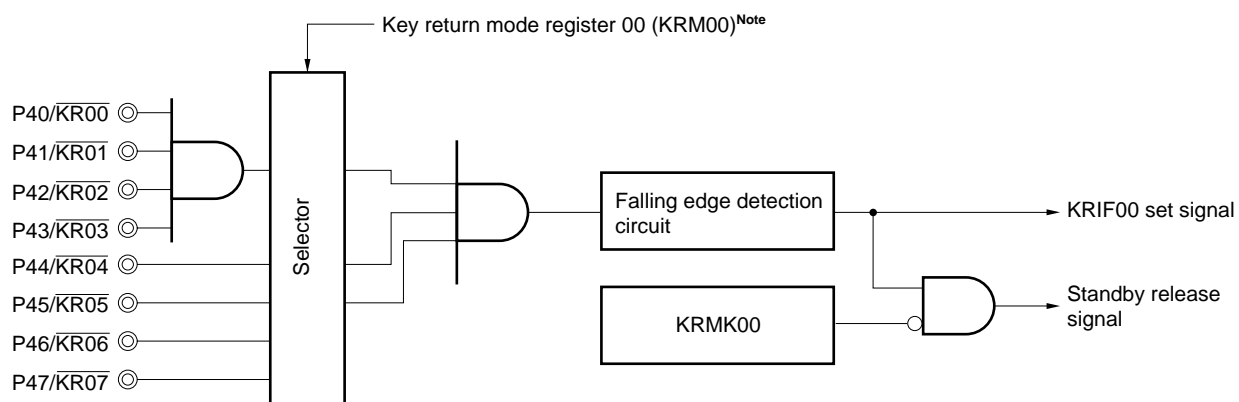 Key return mode register 00 (KRM00)Note
P40/KR00
P41/KR01
P42/KR02
P43/KR03
P44/KR04
P45/KR05
P46/KR06
P47/KR07
Selector
Falling edge detection
circuit
KRMK00
KRIF00 set signal
Standby release
signal